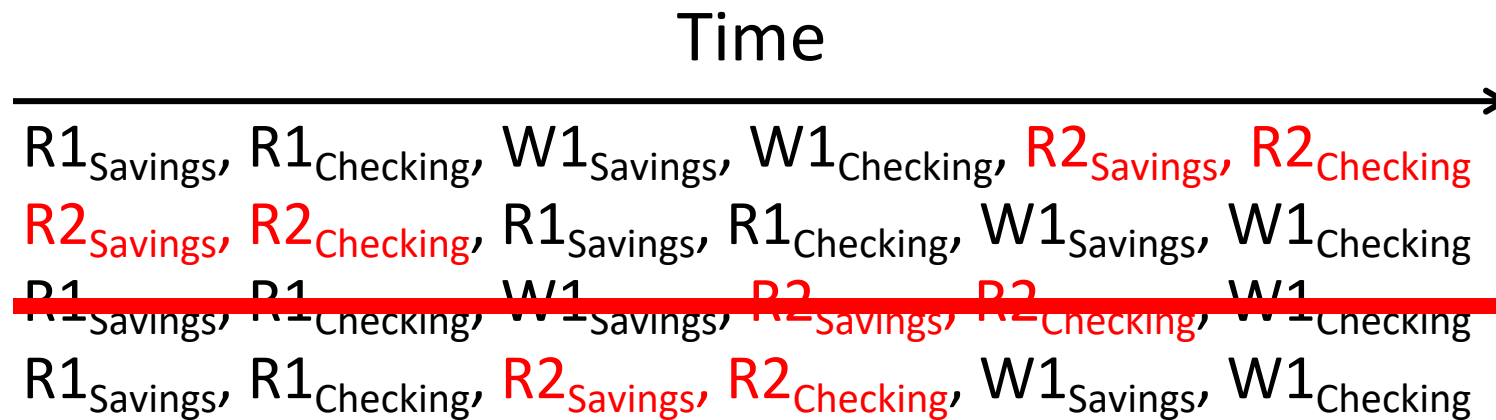 Time
R1Savings, R1Checking, W1Savings, W1Checking, R2Savings, R2Checking
R2Savings, R2Checking, R1Savings, R1Checking, W1Savings, W1Checking
R1Savings, R1Checking, W1Savings, R2Savings, R2Checking, W1Checking
R1Savings, R1Checking, R2Savings, R2Checking, W1Savings, W1Checking